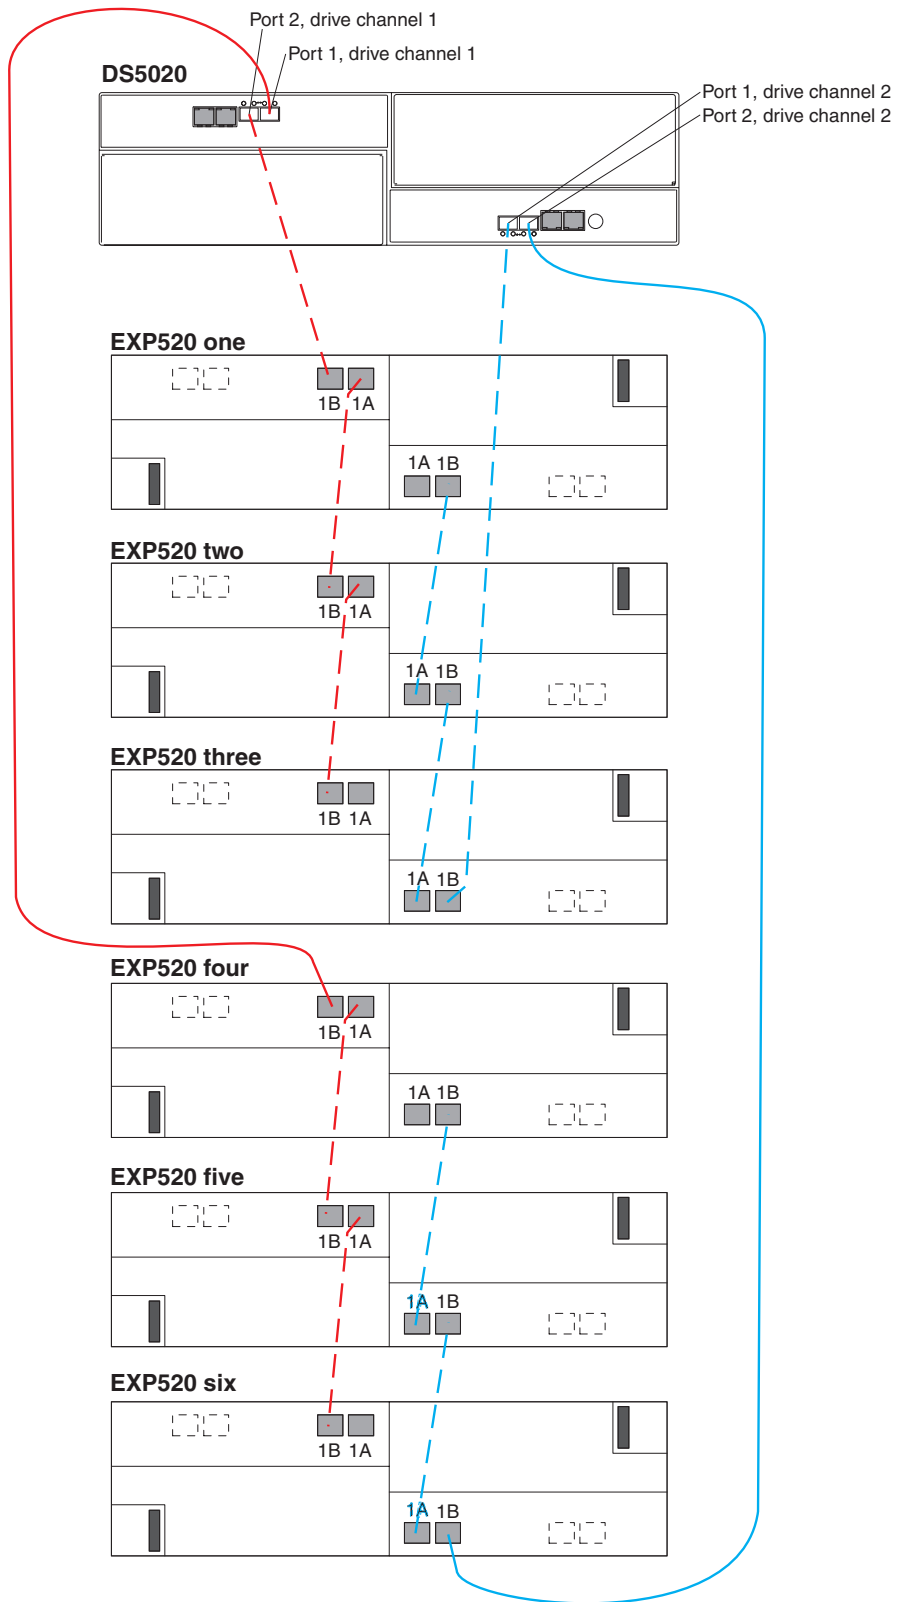 Port 2, drive channel 1
Port 1, drive channel 1
DS5020
Port 1, drive channel 2
Port 2, drive channel 2
EXP520 one
1B 1A
1A 1B
EXP520 two
1B 1A
1A 1B
EXP520 three
1B 1A
1A 1B
EXP520 four
1B 1A
1A 1B
EXP520 five
1B 1A
1A 1B
EXP520 six
1B 1A
1A 1B